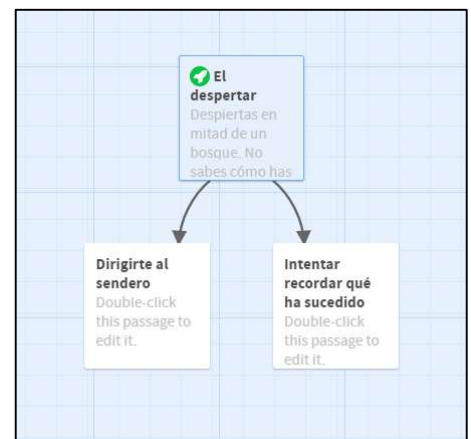 El
despertar
Despiertas en
mitad de un
bosque. No
sabes cómo has
Dirigirte al
sendero
Double-click
this passage to
edit it.
Intentar
recordar qué
ha sucedido
Double-click
this passage to
edit it.